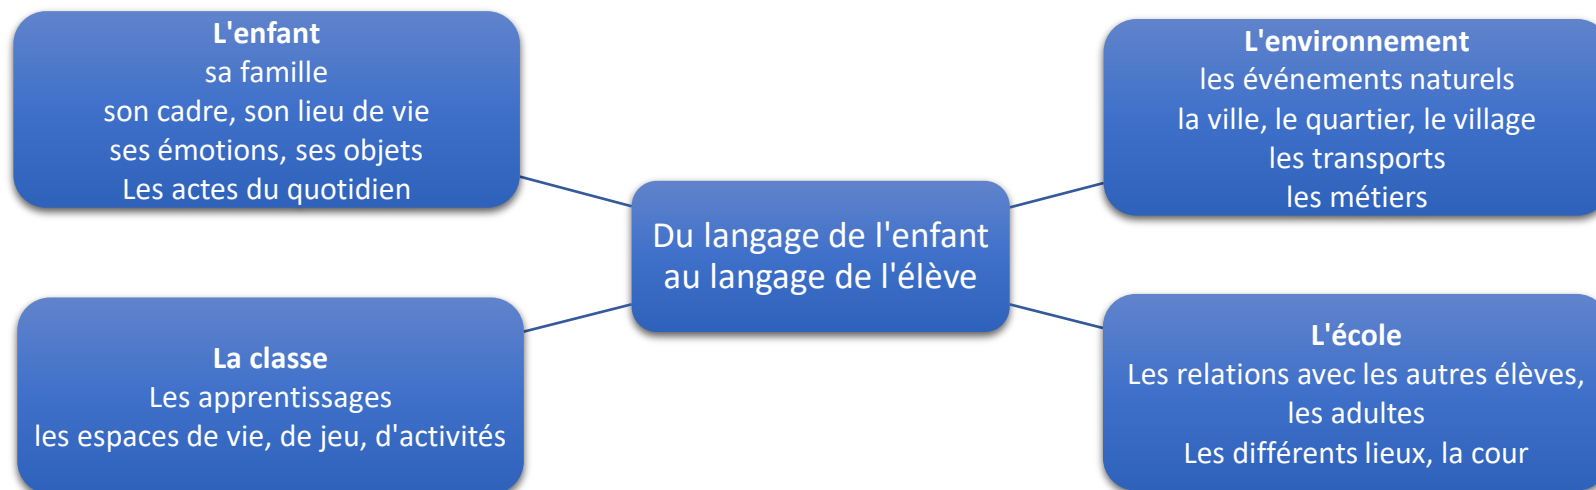 L'enfant
sa famille
son cadre, son lieu de vie
ses émotions, ses objets
Les actes du quotidien
L'environnement
les événements naturels
la ville, le quartier, le village
les transports
les métiers
Du langage de l'enfant
au langage de l'élève
La classe
Les apprentissages
les espaces de vie, de jeu, d'activités
L'école
Les relations avec les autres élèves,
les adultes
Les différents lieux, la cour